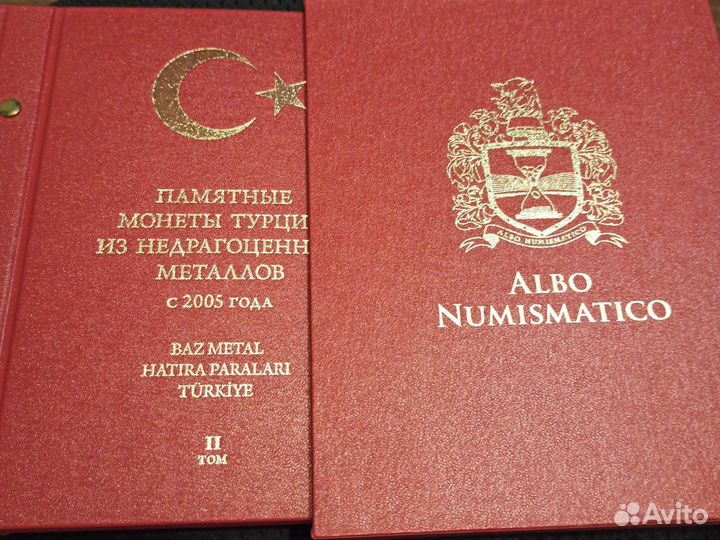 ПАМЯТНЫЕ
МОНЕТЫ ТУРЦИ
ИЗ НЕДРАГОЦЕНН
МЕТАЛЛОВ
С 2005 ГОДА
BAZ METAL
HATIRA PARALARI
TÜRKİYE
II
ТОМ
ALBO NUMISMATICO
ALBO
NUMISMATICO
Avito